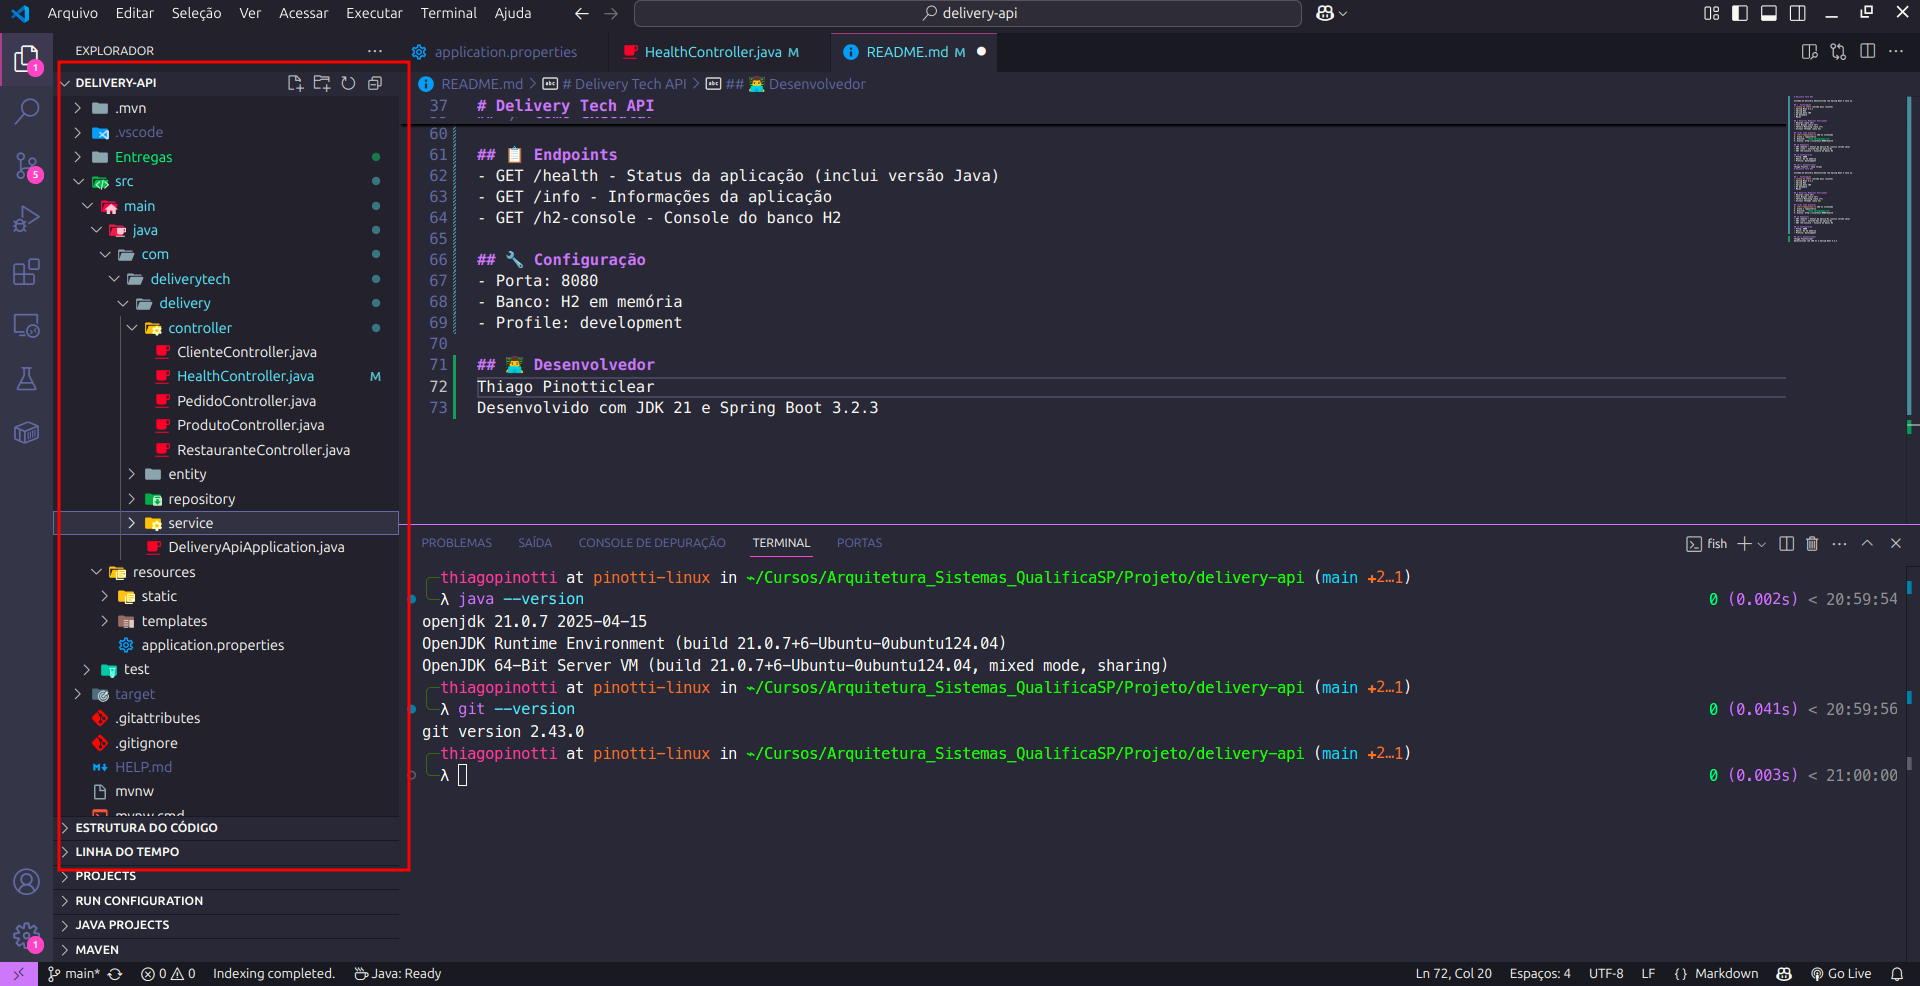 Arquivo Editar Seleção Ver Acessar Executar Terminal Ajuda
delivery-api
EXPLORADOR
application.properties
HealthController.java M
README.md M
1
DELIVERY-API
README.md > # Delivery Tech API > ## 👨‍💻 Desenvolvedor
.mvn
.vscode
Entregas
src
main
java
com
deliverytech
delivery
controller
ClienteController.java
HealthController.java M
PedidoController.java
ProdutoController.java
RestauranteController.java
entity
repository
service
DeliveryApiApplication.java
resources
static
templates
application.properties
test
target
.gitattributes
.gitignore
HELP.md
mvnw
mvnw.cmd
ESTRUTURA DO CÓDIGO
LINHA DO TEMPO
PROJECTS
RUN CONFIGURATION
JAVA PROJECTS
MAVEN
5
1
37 # Delivery Tech API
60
61 ## 📋 Endpoints
62 - GET /health - Status da aplicação (inclui versão Java)
63 - GET /info - Informações da aplicação
64 - GET /h2-console - Console do banco H2
65
66 ## 🔧 Configuração
67 - Porta: 8080
68 - Banco: H2 em memória
69 - Profile: development
70
71 ## 👨‍💻 Desenvolvedor
72 Thiago Pinotticlear
73 Desenvolvido com JDK 21 e Spring Boot 3.2.3
PROBLEMAS SAÍDA CONSOLE DE DEPURAÇÃO TERMINAL PORTAS
fish
thiagopinotti at pinotti-linux in ~/Cursos/Arquitetura_Sistemas_QualificaSP/Projeto/delivery-api (main +2…1)
λ java --version 0 (0.002s) < 20:59:54
openjdk 21.0.7 2025-04-15
OpenJDK Runtime Environment (build 21.0.7+6-Ubuntu-0ubuntu124.04)
OpenJDK 64-Bit Server VM (build 21.0.7+6-Ubuntu-0ubuntu124.04, mixed mode, sharing)
thiagopinotti at pinotti-linux in ~/Cursos/Arquitetura_Sistemas_QualificaSP/Projeto/delivery-api (main +2…1)
λ git --version 0 (0.041s) < 20:59:56
git version 2.43.0
thiagopinotti at pinotti-linux in ~/Cursos/Arquitetura_Sistemas_QualificaSP/Projeto/delivery-api (main +2…1)
λ 0 (0.003s) < 21:00:00
main* 0 0 Indexing completed. Java: Ready
Ln 72, Col 20 Espaços: 4 UTF-8 LF {} Markdown Go Live